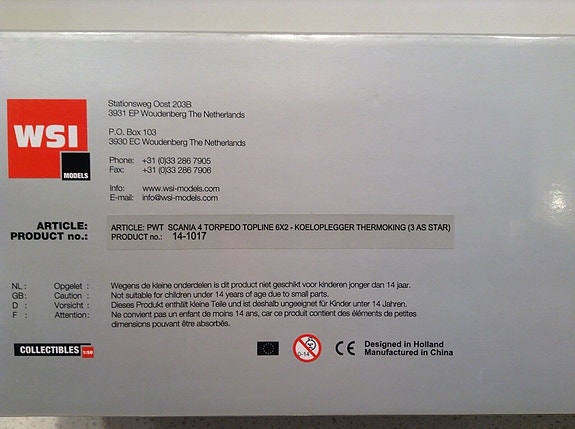 WSI
MODELS
Stationsweg Oost 203B
3931 EP Woudenberg The Netherlands
P.O. Box 103
3930 EC Woudenberg The Netherlands
Phone: +31 (0)33 286 7905
Fax: +31 (0)33 286 7906
Info: www.wsi-models.com
E-mail: info@wsi-models.com
ARTICLE: ARTICLE: PWT SCANIA 4 TORPEDO TOPLINE 6X2 - KOELOPLEGGER THERMOKING (3 AS STAR)
PRODUCT no.: PRODUCT no.: 14-1017
NL : Opgelet : Wegens de kleine onderdelen is dit product niet geschikt voor kinderen jonger dan 14 jaar.
GB : Caution : Not suitable for children under 14 years of age due to small parts.
D : Vorsicht : Dieses Produkt enthält kleine Teile und ist deshalb ungeeignet für Kinder unter 14 Jahren.
F : Attention: Ne convient pas un enfant de moins 14 ans, car ce produit contient des éléments de petites
dimensions pouvant être absorbés.
COLLECTIBLES 1:50
0-14
CE
Designed in Holland
Manufactured in China